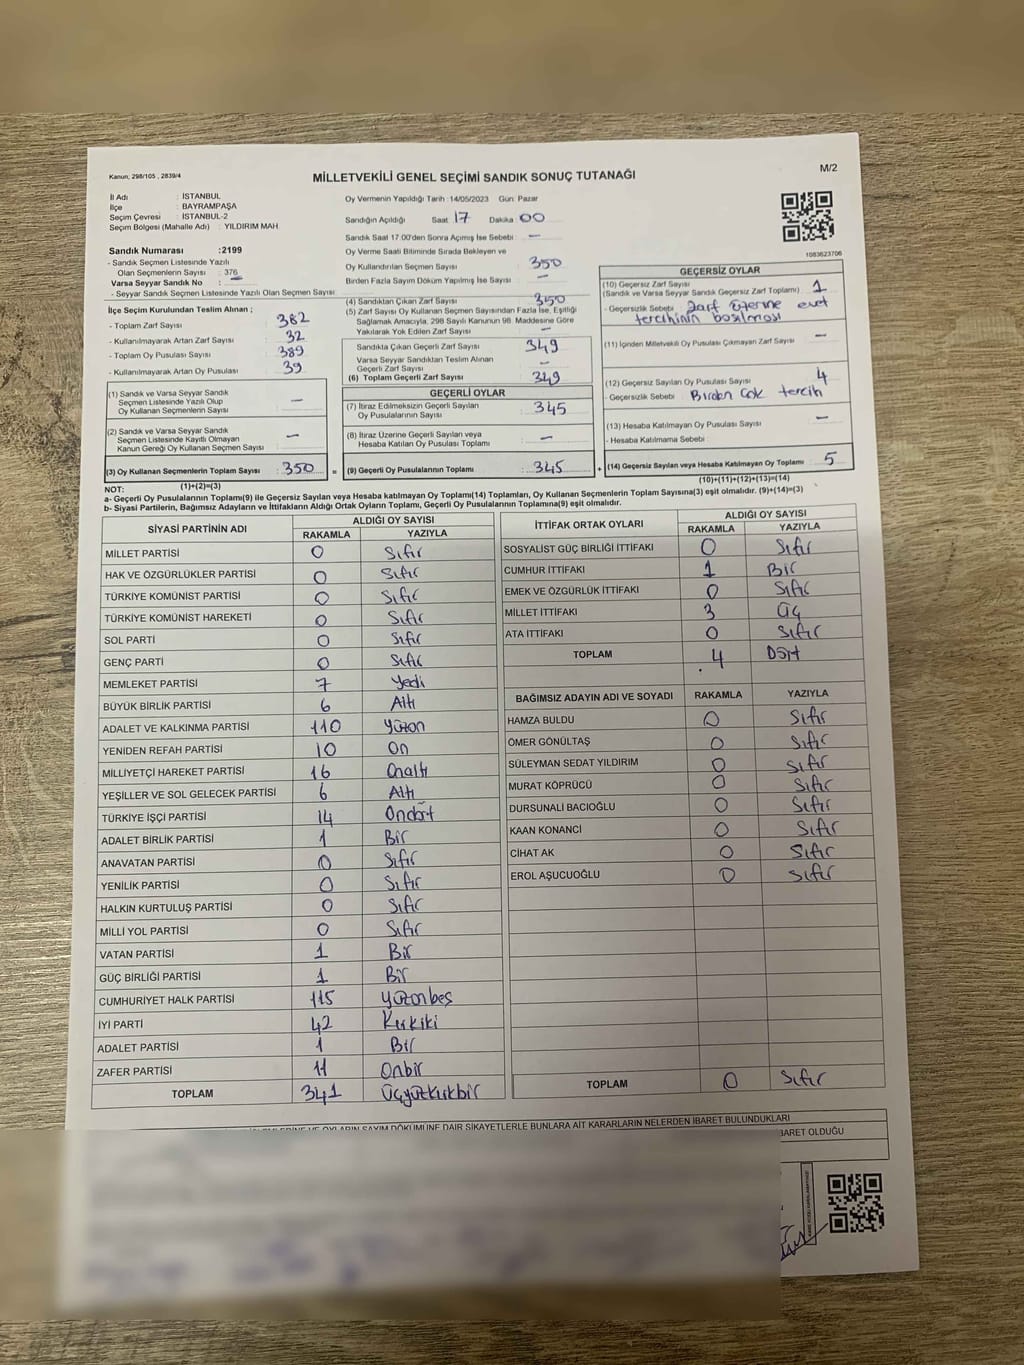 Kanun; 298/105 , 2839/4
MİLLETVEKİLİ GENEL SEÇİMİ SANDIK SONUÇ TUTANAĞI
M/2
İl Adı : İSTANBUL
İlçe : BAYRAMPAŞA
Seçim Çevresi : İSTANBUL-2
Seçim Bölgesi (Mahalle Adı) : YILDIRIM MAH.
Sandık Numarası :2199
- Sandık Seçmen Listesinde Yazılı
Olan Seçmenlerin Sayısı : 376
Varsa Seyyar Sandık No :
- Seyyar Sandık Seçmen Listesinde Yazılı Olan Seçmen Sayısı:
İlçe Seçim Kurulundan Teslim Alınan ;
- Toplam Zarf Sayısı : 382
- Kullanılmayarak Artan Zarf Sayısı : 32
- Toplam Oy Pusulası Sayısı : 389
- Kullanılmayarak Artan Oy Pusulası : 39
(1) Sandık ve Varsa Seyyar Sandık
Seçmen Listesinde Yazılı Olup
Oy Kullanan Seçmenlerin Sayısı : —
(2) Sandık ve Varsa Seyyar Sandık
Seçmen Listesinde Kayıtlı Olmayan
Kanun Gereği Oy Kullanan Seçmen Sayısı : —
(3) Oy Kullanan Seçmenlerin Toplam Sayısı : 350
(1)+(2)=(3)
Oy Vermenin Yapıldığı Tarih :14/05/2023 Gün: Pazar
Sandığın Açıldığı Saat 17 Dakika 00
Sandık Saat 17:00'den Sonra Açımış İse Sebebi : —
Oy Verme Saati Bitiminde Sırada Bekleyen ve
Oy Kullandırılan Seçmen Sayısı : 350
Birden Fazla Sayım Döküm Yapılmış İse Sayısı : —
(4) Sandıktan Çıkan Zarf Sayısı : 350
(5) Zarf Sayısı Oy Kullanan Seçmen Sayısından Fazla İse, Eşitliği
Sağlamak Amacıyla, 298 Sayılı Kanunun 98. Maddesine Göre
Yakılarak Yok Edilen Zarf Sayısı :
Sandıkta Çıkan Geçerli Zarf Sayısı : 349
Varsa Seyyar Sandıktan Teslim Alınan
Geçerli Zarf Sayısı : —
(6) Toplam Geçerli Zarf Sayısı : 349
GEÇERLİ OYLAR
(7) İtiraz Edilmeksizin Geçerli Sayılan
Oy Pusulalarının Sayısı : 345
(8) İtiraz Üzerine Geçerli Sayılan veya
Hesaba Katılan Oy Pusulası Toplamı : —
= (9) Geçerli Oy Pusulalarının Toplamı : 345
1083623706
GEÇERSİZ OYLAR
(10) Geçersiz Zarf Sayısı : 1
(Sandık ve Varsa Seyyar Sandık Geçersiz Zarf Toplamı)
- Geçersizlik Sebebi : Zarf üzerine evet
tercihinin basılması
(11) İçinden Milletvekili Oy Pusulası Çıkmayan Zarf Sayısı : —
(12) Geçersiz Sayılan Oy Pusulası Sayısı : 4
- Geçersizlik Sebebi : Birden Çok tercih
(13) Hesaba Katılmayan Oy Pusulası Sayısı : —
- Hesaba Katılmama Sebebi :
+ (14) Geçersiz Sayılan veya Hesaba Katılmayan Oy Toplamı : 5
(10)+(11)+(12)+(13)=(14)
NOT:
a- Geçerli Oy Pusulalarının Toplamı(9) ile Geçersiz Sayılan veya Hesaba katılmayan Oy Toplamı(14) Toplamları, Oy Kullanan Seçmenlerin Toplam Sayısına(3) eşit olmalıdır. (9)+(14)=(3)
b- Siyasi Partilerin, Bağımsız Adayların ve İttifakların Aldığı Ortak Oyların Toplamı, Geçerli Oy Pusulalarının Toplamına(9) eşit olmalıdır.
SİYASİ PARTİNİN ADI ALDIĞI OY SAYISI
RAKAMLA YAZIYLA
MİLLET PARTİSİ 0 Sıfır
HAK VE ÖZGÜRLÜKLER PARTİSİ 0 Sıfır
TÜRKİYE KOMÜNİST PARTİSİ 0 Sıfır
TÜRKİYE KOMÜNİST HAREKETİ 0 Sıfır
SOL PARTİ 0 Sıfır
GENÇ PARTİ 0 Sıfır
MEMLEKET PARTİSİ 7 Yedi
BÜYÜK BİRLİK PARTİSİ 6 Altı
ADALET VE KALKINMA PARTİSİ 110 Yüzon
YENİDEN REFAH PARTİSİ 10 On
MİLLİYETÇİ HAREKET PARTİSİ 16 Onaltı
YEŞİLLER VE SOL GELECEK PARTİSİ 6 Altı
TÜRKİYE İŞÇİ PARTİSİ 14 Ondört
ADALET BİRLİK PARTİSİ 1 Bir
ANAVATAN PARTİSİ 0 Sıfır
YENİLİK PARTİSİ 0 Sıfır
HALKIN KURTULUŞ PARTİSİ 0 Sıfır
MİLLİ YOL PARTİSİ 0 Sıfır
VATAN PARTİSİ 1 Bir
GÜÇ BİRLİĞİ PARTİSİ 1 Bir
CUMHURİYET HALK PARTİSİ 115 Yüzonbeş
İYİ PARTİ 42 Kırkiki
ADALET PARTİSİ 1 Bir
ZAFER PARTİSİ 11 Onbir
TOPLAM 341 Üçyüzkırkbir
İTTİFAK ORTAK OYLARI ALDIĞI OY SAYISI
RAKAMLA YAZIYLA
SOSYALİST GÜÇ BİRLİĞİ İTTİFAKI 0 Sıfır
CUMHUR İTTİFAKI 1 Bir
EMEK VE ÖZGÜRLÜK İTTİFAKI 0 Sıfır
MİLLET İTTİFAKI 3 Üç
ATA İTTİFAKI 0 Sıfır
TOPLAM 4 Dört
BAĞIMSIZ ADAYIN ADI VE SOYADI RAKAMLA YAZIYLA
HAMZA BULDU 0 Sıfır
ÖMER GÖNÜLTAŞ 0 Sıfır
SÜLEYMAN SEDAT YILDIRIM 0 Sıfır
MURAT KÖPRÜCÜ 0 Sıfır
DURSUNALİ BACIOĞLU 0 Sıfır
KAAN KONANCİ 0 Sıfır
CİHAT AK 0 Sıfır
EROL AŞUCUOĞLU 0 Sıfır
TOPLAM 0 Sıfır
OYLARIN SAYIM DÖKÜMÜNE DAİR ŞİKAYETLERLE BUNLARA AİT KARARLARIN NELERDEN İBARET BULUNDUKLARI
İBARET OLDUĞU